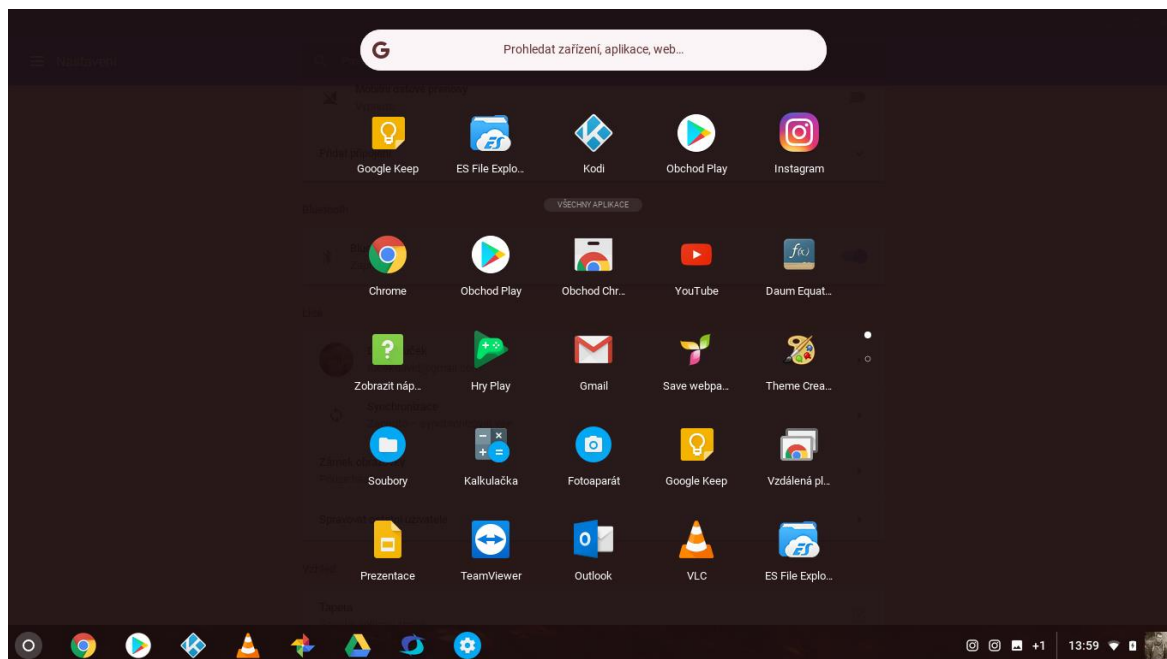 Prohledat zařízení, aplikace, web...
Nastavení
Google Keep
ES File Explo...
Kodi
Obchod Play
Instagram
VŠECHNY APLIKACE
Chrome
Obchod Play
Obchod Chr...
YouTube
f(x)
Daum Equat...
Zobrazit náp...
Hry Play
Gmail
Save webpa...
Theme Crea...
Soubory
Kalkulačka
Fotoaparát
Google Keep
Vzdálená pl...
Prezentace
TeamViewer
Outlook
VLC
ES File Explo...
+1
13:59